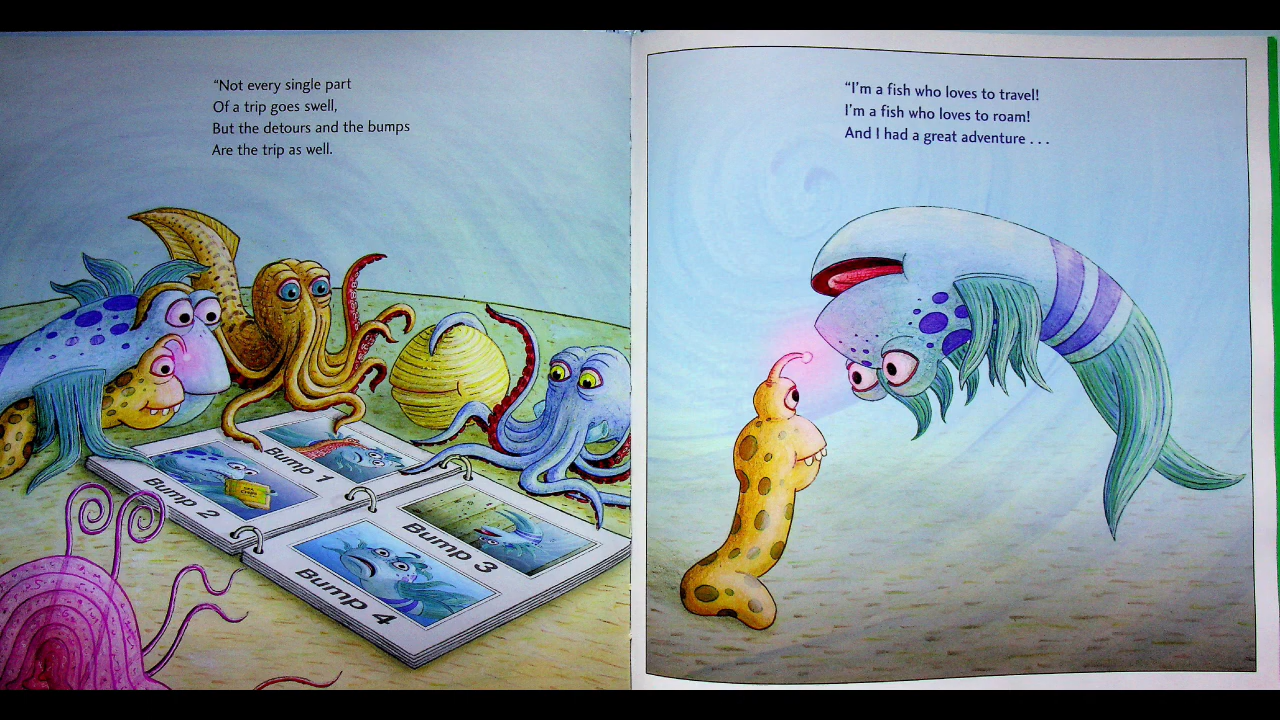 “Not every single part
Of a trip goes swell,
But the detours and the bumps
Are the trip as well.
Bump 1
Bump 2
Bump 3
Bump 4
“I’m a fish who loves to travel!
I’m a fish who loves to roam!
And I had a great adventure . . .